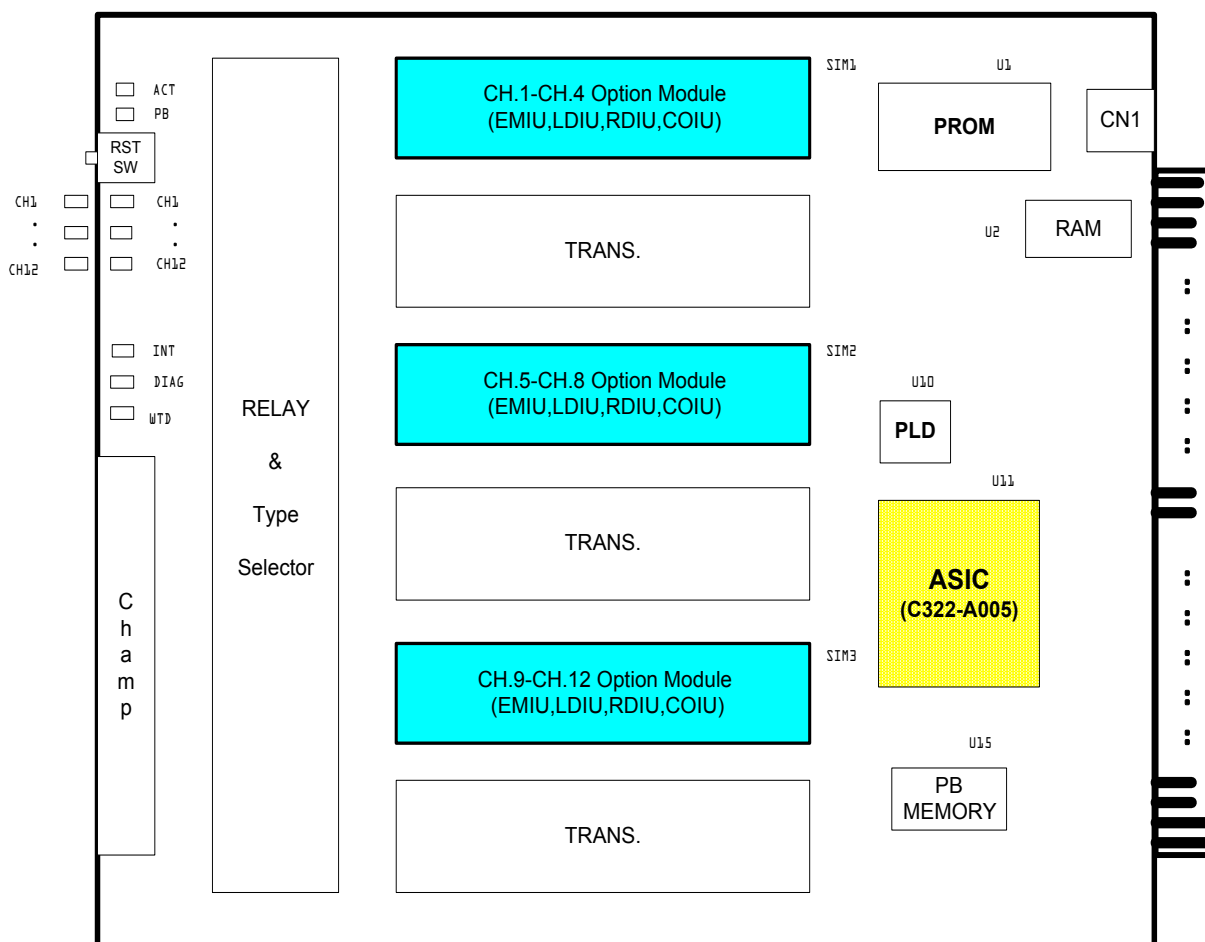 ACT
PB
RST
SW
CH1
CH1
CH12
CH12
INT
DIAG
WTD
C
h
a
m
p
RELAY
&
Type
Selector
CH.1-CH.4 Option Module
(EMIU,LDIU,RDIU,COIU)
SIM1
TRANS.
CH.5-CH.8 Option Module
(EMIU,LDIU,RDIU,COIU)
SIM2
TRANS.
CH.9-CH.12 Option Module
(EMIU,LDIU,RDIU,COIU)
SIM3
TRANS.
U1
PROM
CN1
U2
RAM
U10
PLD
U11
ASIC
(C322-A005)
U15
PB
MEMORY